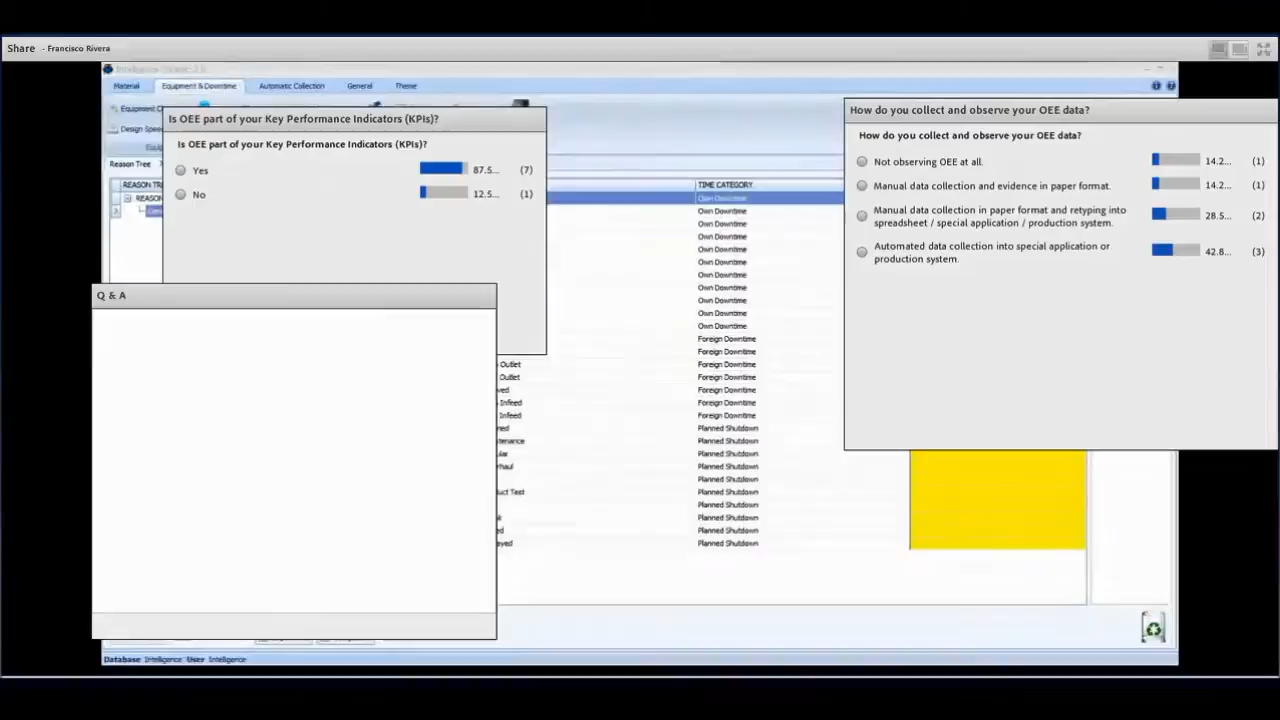 Share - Francisco Rivera
Material Equipment & Downtime Automatic Collection General Theme
Equipment
Design Speed
Reason Tree
REASON
TIME CATEGORY
Own Downtime
Own Downtime
Own Downtime
Own Downtime
Own Downtime
Own Downtime
Own Downtime
Own Downtime
Own Downtime
Own Downtime
Own Downtime
Foreign Downtime
Foreign Downtime
Outlet Foreign Downtime
Outlet Foreign Downtime
Foreign Downtime
Infeed Foreign Downtime
Infeed Foreign Downtime
Planned Shutdown
Planned Shutdown
Planned Shutdown
Planned Shutdown
Planned Shutdown
uct Test Planned Shutdown
Planned Shutdown
Planned Shutdown
Planned Shutdown
Planned Shutdown
Is OEE part of your Key Performance Indicators (KPIs)?
Is OEE part of your Key Performance Indicators (KPIs)?
Yes 87.5... (7)
No 12.5... (1)
Q & A
How do you collect and observe your OEE data?
How do you collect and observe your OEE data?
Not observing OEE at all. 14.2... (1)
Manual data collection and evidence in paper format. 14.2... (1)
Manual data collection in paper format and retyping into
spreadsheet / special application / production system. 28.5... (2)
Automated data collection into special application or
production system. 42.8... (3)
Database Intelligence User Intelligence